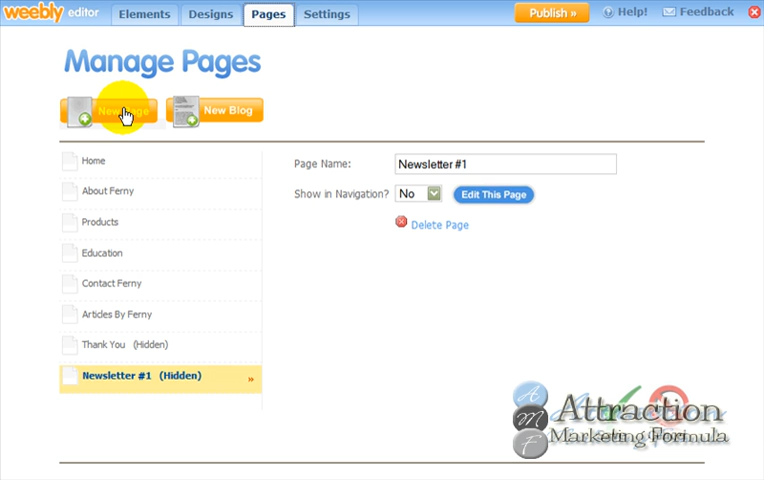 weebly editor Elements Designs Pages Settings Publish » Help! Feedback
Manage Pages
New Page New Blog
Home
About Ferny
Products
Education
Contact Ferny
Articles By Ferny
Thank You (Hidden)
Newsletter #1 (Hidden) »
Page Name: Newsletter #1
Show in Navigation? No Edit This Page
Delete Page
A
M
F
Attraction
Marketing Formula